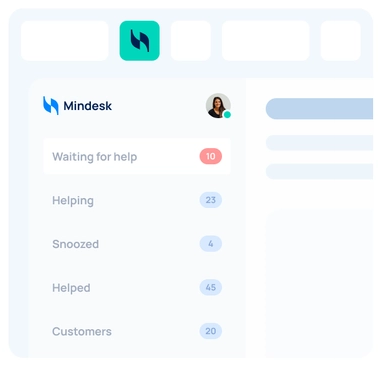 Mindesk
Waiting for help 10
Helping 23
Snoozed 4
Helped 45
Customers 20